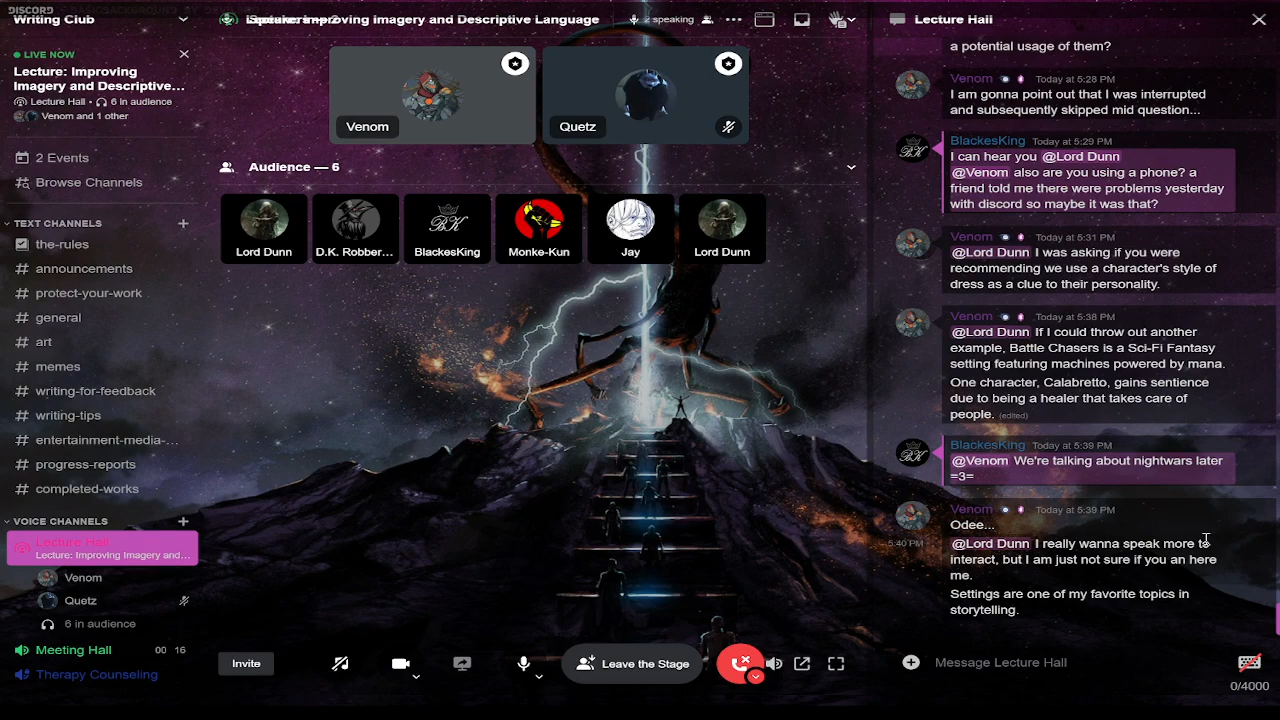 DISCORD
Writing Club
LIVE NOW
Lecture: Improving
Imagery and Descriptive...
Lecture Hall • 6 in audience
Venom and 1 other
2 Events
Browse Channels
TEXT CHANNELS
the-rules
announcements
protect-your-work
general
art
memes
writing-for-feedback
writing-tips
entertainment-media-...
progress-reports
completed-works
VOICE CHANNELS
Lecture Hall
Lecture: Improving Imagery and...
Venom
Quetz
6 in audience
Meeting Hall 00 16
Therapy Counseling
Improving Imagery and Descriptive Language
2 speaking
Venom
Quetz
Audience — 6
Lord Dunn
D.K. Robber...
BlackesKing
Monke-Kun
Jay
Lord Dunn
Invite
Leave the Stage
Lecture Hall
a potential usage of them?
Venom Today at 5:28 PM
I am gonna point out that I was interrupted
and subsequently skipped mid question...
BlackesKing Today at 5:29 PM
I can hear you @Lord Dunn
@Venom also are you using a phone? a
friend told me there were problems yesterday
with discord so maybe it was that?
Venom Today at 5:31 PM
@Lord Dunn I was asking if you were
recommending we use a character's style of
dress as a clue to their personality.
Venom Today at 5:38 PM
@Lord Dunn If I could throw out another
example, Battle Chasers is a Sci-Fi Fantasy
setting featuring machines powered by mana.
One character, Calabretto, gains sentience
due to being a healer that takes care of
people. (edited)
BlackesKing Today at 5:39 PM
@Venom We're talking about nightwars later
=3=
Venom Today at 5:39 PM
Odee...
5:40 PM
@Lord Dunn I really wanna speak more to
interact, but I am just not sure if you an here
me.
Settings are one of my favorite topics in
storytelling.
Message Lecture Hall
0/4000